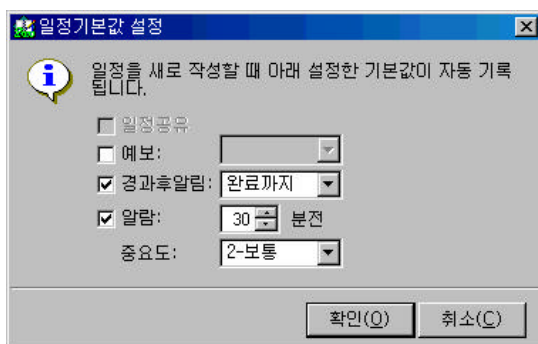 일정기본값 설정
일정을 새로 작성할 때 아래 설정한 기본값이 자동 기록
됩니다.
일정공유
예보:
경과후알림: 완료까지
알람: 30 분전
중요도: 2-보통
확인(O) 취소(C)